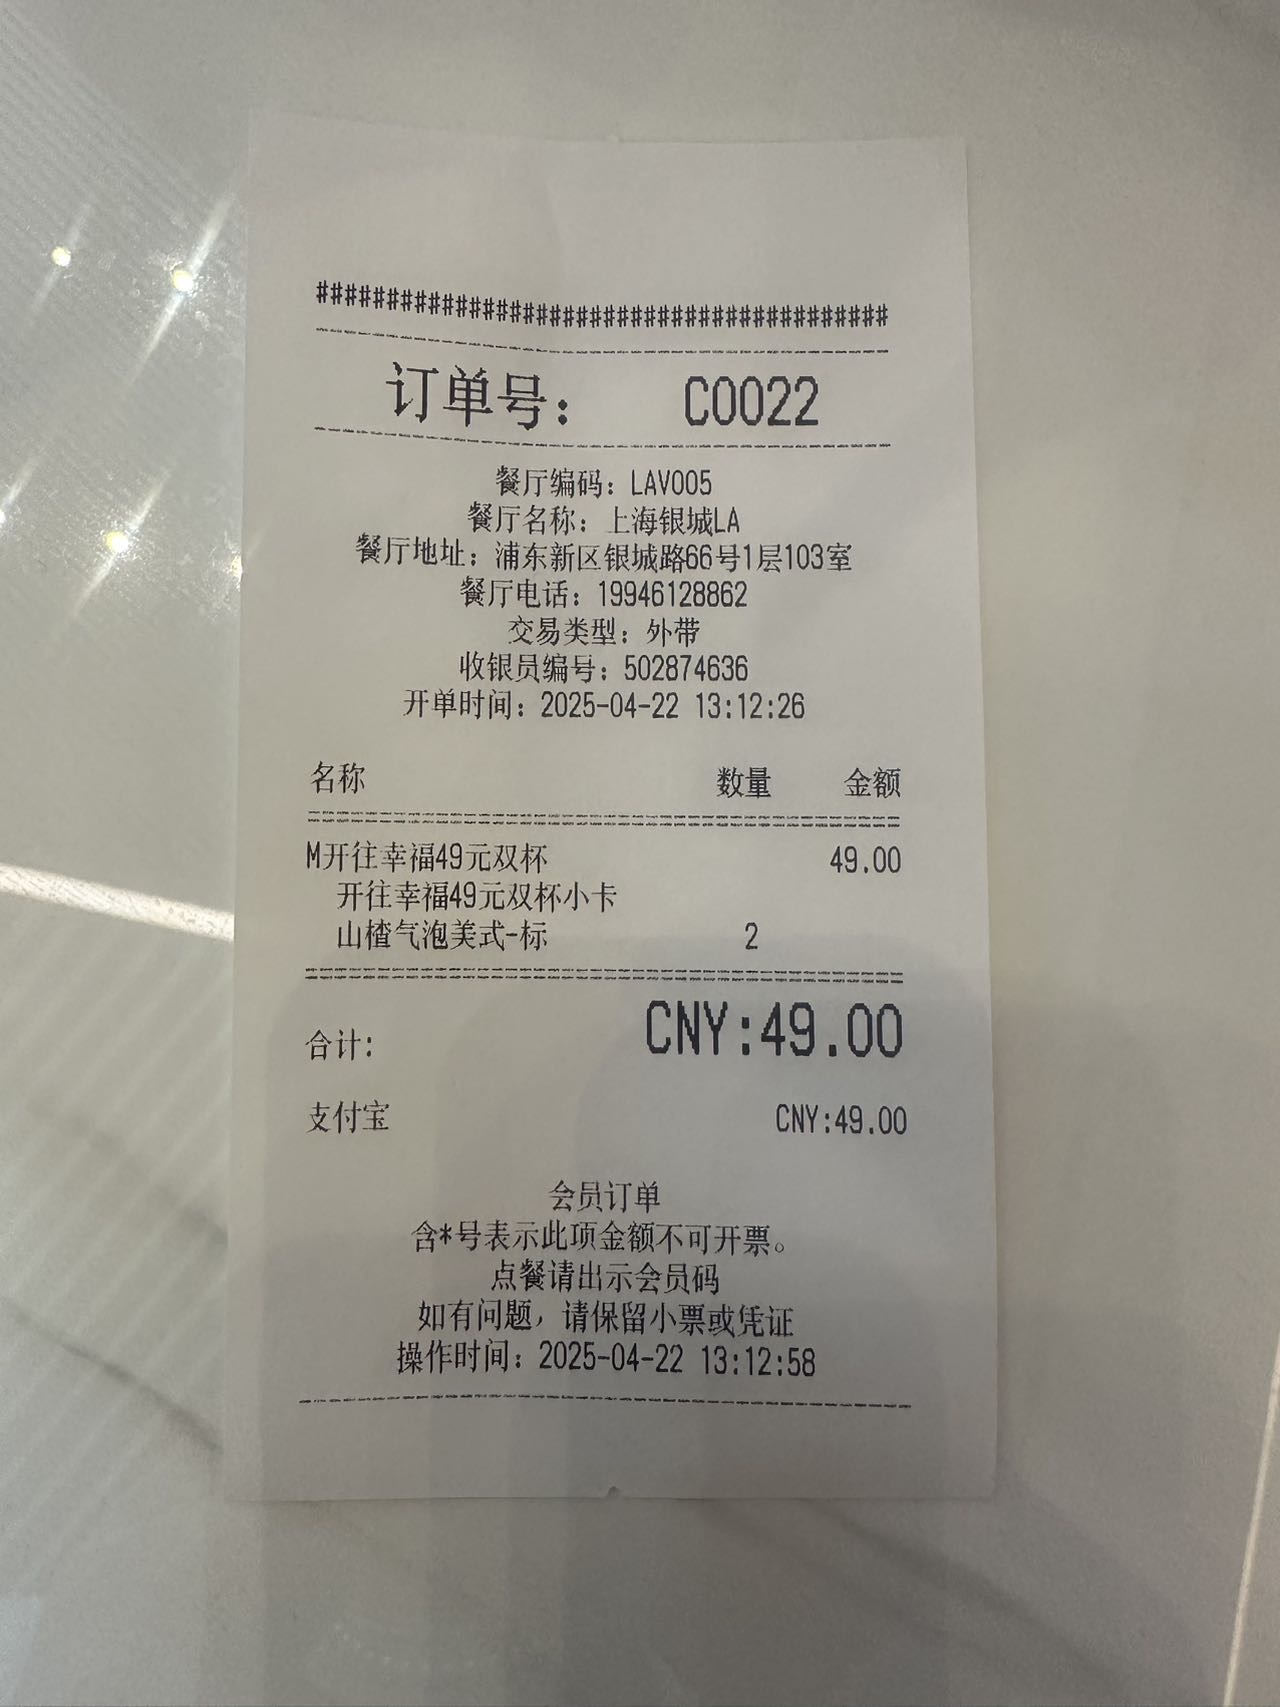 ##########################################
订单号： C0022
餐厅编码：LAV005
餐厅名称：上海银城LA
餐厅地址：浦东新区银城路66号1层103室
餐厅电话：19946128862
交易类型：外带
收银员编号：502874636
开单时间：2025-04-22 13:12:26
名称 数量 金额
M开往幸福49元双杯 49.00
开往幸福49元双杯小卡
山楂气泡美式-标 2
合计: CNY:49.00
支付宝 CNY:49.00
会员订单
含*号表示此项金额不可开票。
点餐请出示会员码
如有问题，请保留小票或凭证
操作时间：2025-04-22 13:12:58